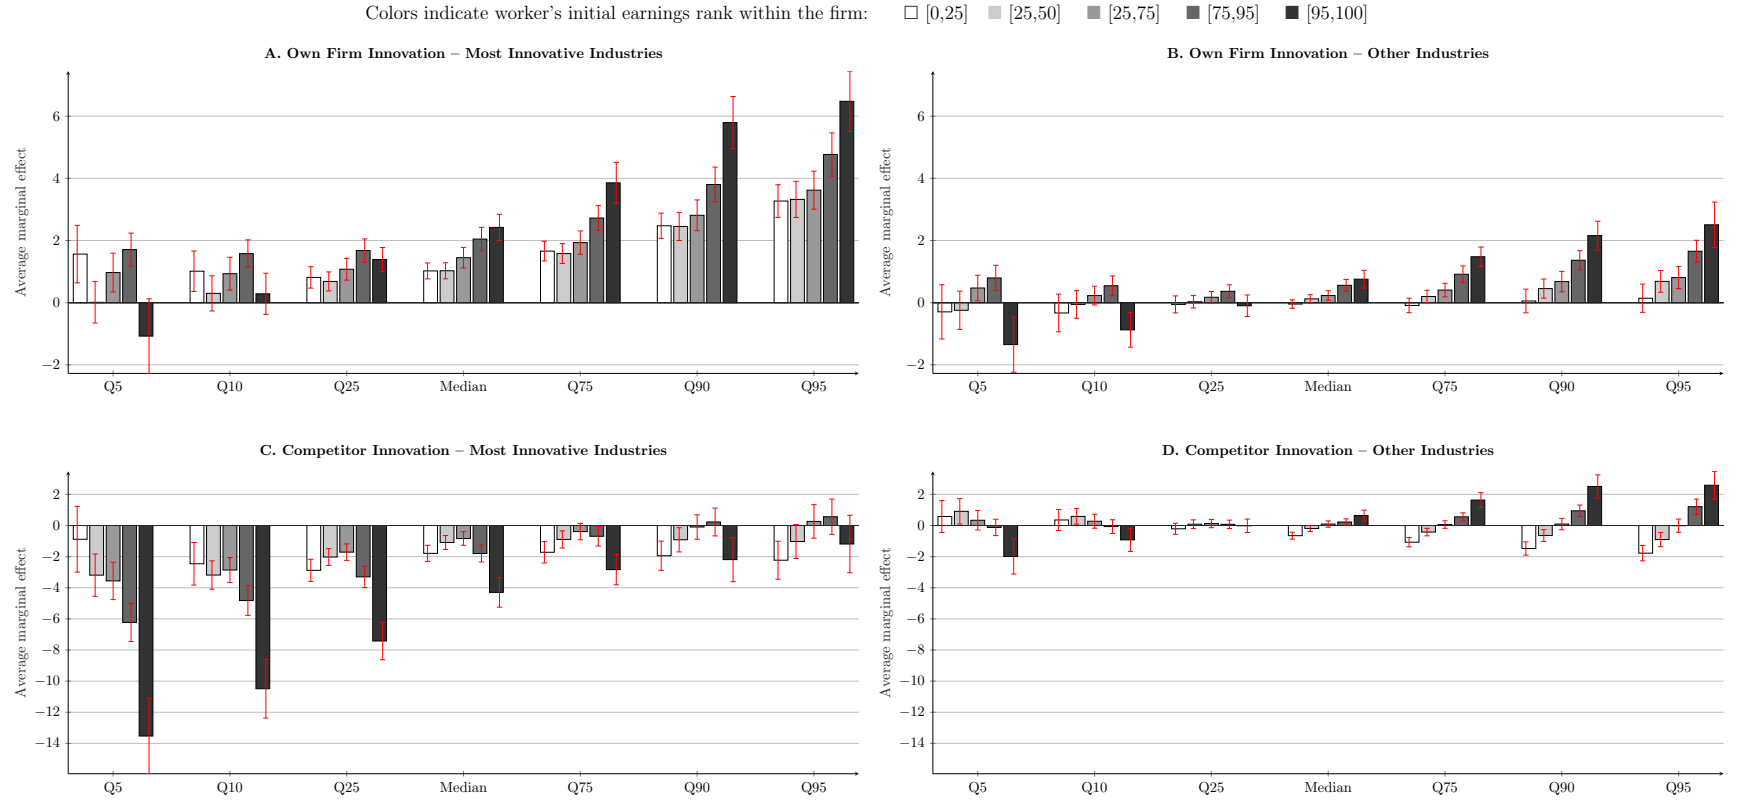 Colors indicate worker's initial earnings rank within the firm: [0,25] [25,50] [25,75] [75,95] [95,100]
A. Own Firm Innovation – Most Innovative Industries
Average marginal effect
6
4
2
0
−2
Q5 Q10 Q25 Median Q75 Q90 Q95
B. Own Firm Innovation – Other Industries
Average marginal effect
6
4
2
0
−2
Q5 Q10 Q25 Median Q75 Q90 Q95
C. Competitor Innovation – Most Innovative Industries
Average marginal effect
2
0
−2
−4
−6
−8
−10
−12
−14
Q5 Q10 Q25 Median Q75 Q90 Q95
D. Competitor Innovation – Other Industries
Average marginal effect
2
0
−2
−4
−6
−8
−10
−12
−14
Q5 Q10 Q25 Median Q75 Q90 Q95